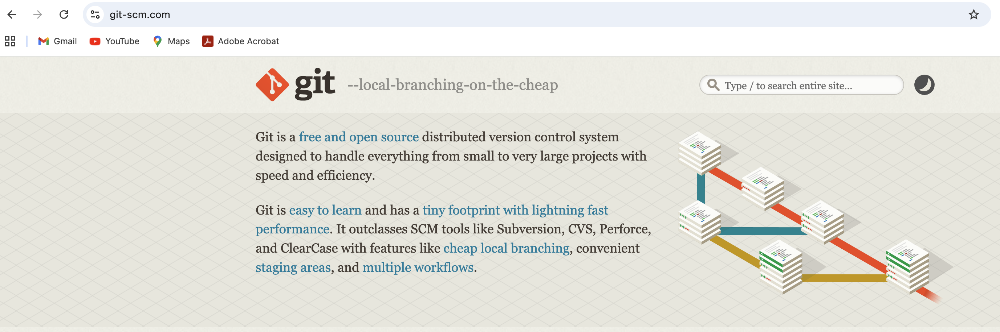 git-scm.com
Gmail YouTube Maps Adobe Acrobat
git --local-branching-on-the-cheap
Type / to search entire site...
Git is a free and open source distributed version control system
designed to handle everything from small to very large projects with
speed and efficiency.
Git is easy to learn and has a tiny footprint with lightning fast
performance. It outclasses SCM tools like Subversion, CVS, Perforce,
and ClearCase with features like cheap local branching, convenient
staging areas, and multiple workflows.